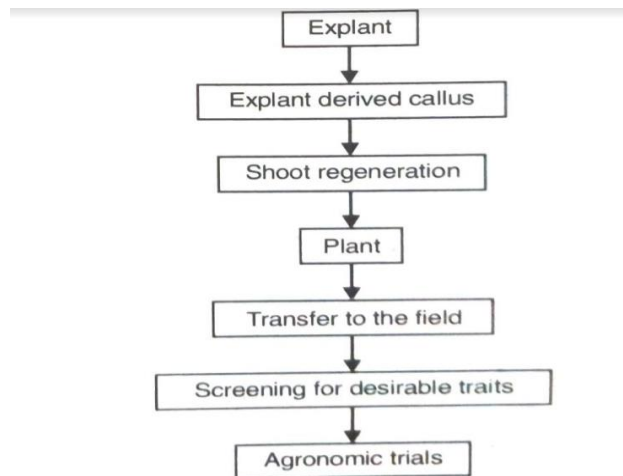 Explant
Explant derived callus
Shoot regeneration
Plant
Transfer to the field
Screening for desirable traits
Agronomic trials